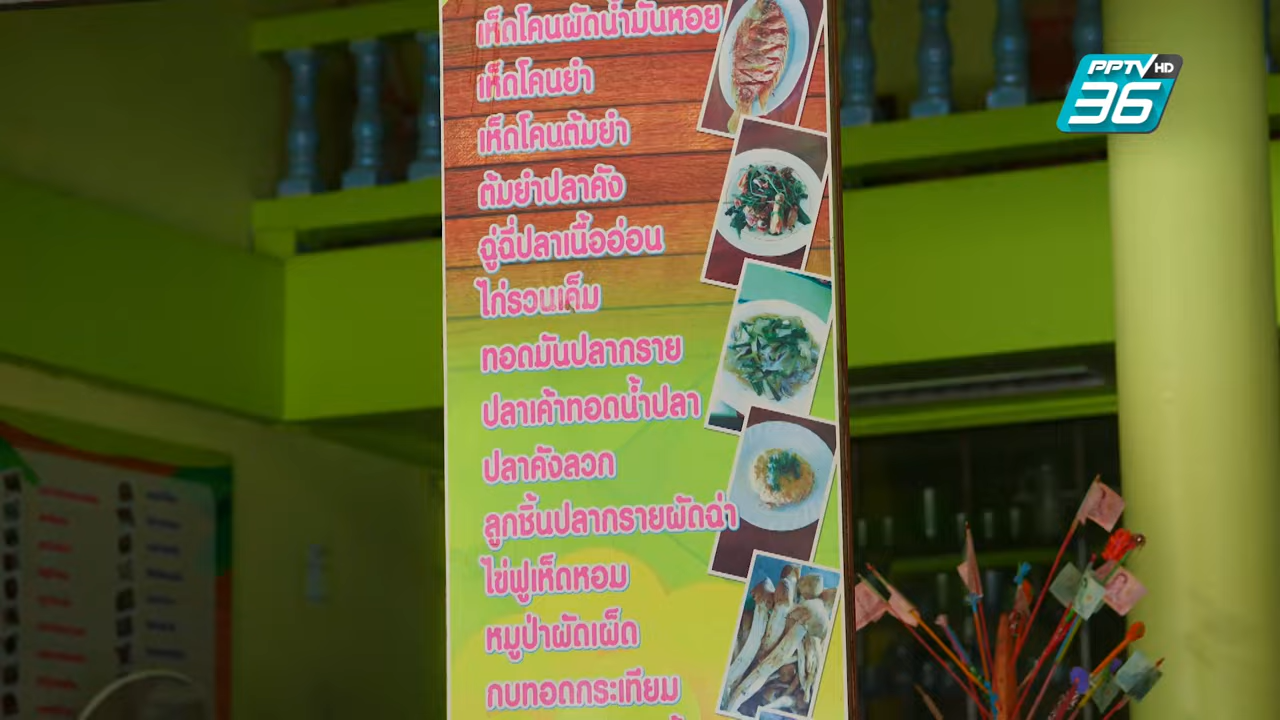 เห็ดโคนผัดน้ำมันหอย
เห็ดโคนยำ
เห็ดโคนต้มยำ
ต้มยำปลาคัง
ฉู่ฉี่ปลาเนื้ออ่อน
ไก่รวนเค็ม
ทอดมันปลากราย
ปลาเค้าทอดน้ำปลา
ปลาคังลวก
ลูกชิ้นปลากรายผัดฉ่า
ไข่ฟูเห็ดหอม
หมูป่าผัดเผ็ด
กบทอดกระเทียม
PPTV HD
36